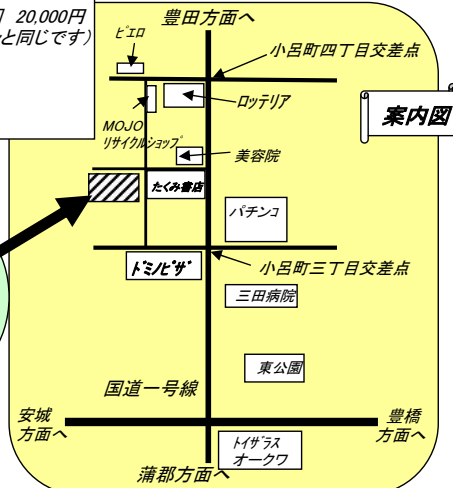 20,000円
と同じです）
豊田方面へ
ピエロ
小呂町四丁目交差点
ロッテリア
案内図
MOJO
リサイクルショップ
美容院
たくみ書店
パチンコ
小呂町三丁目交差点
ドミノピザ
三田病院
東公園
国道一号線
安城
方面へ
豊橋
方面へ
トイザラス
オークワ
蒲郡方面へ